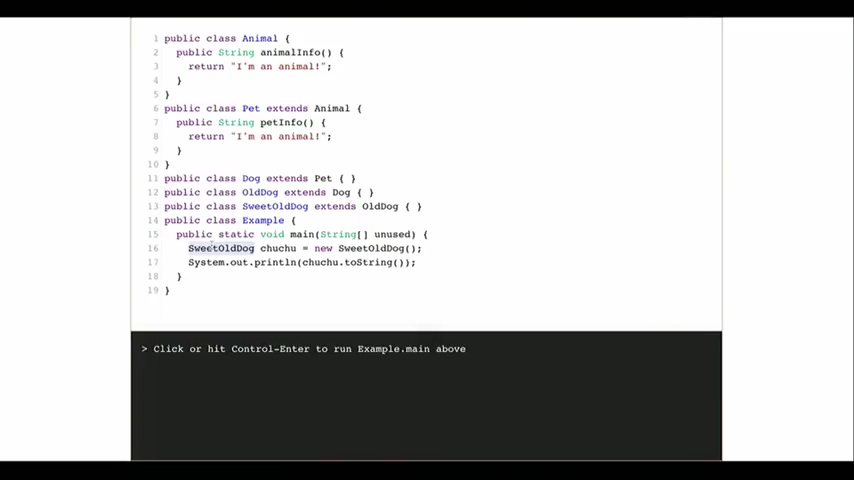 1 public class Animal {
2 public String animalInfo() {
3 return "I'm an animal!";
4 }
5 }
6 public class Pet extends Animal {
7 public String petInfo() {
8 return "I'm an animal!";
9 }
10 }
11 public class Dog extends Pet { }
12 public class OldDog extends Dog { }
13 public class SweetOldDog extends OldDog { }
14 public class Example {
15 public static void main(String[] unused) {
16 SweetOldDog chuchu = new SweetOldDog();
17 System.out.println(chuchu.toString());
18 }
19 }
> Click or hit Control-Enter to run Example.main above